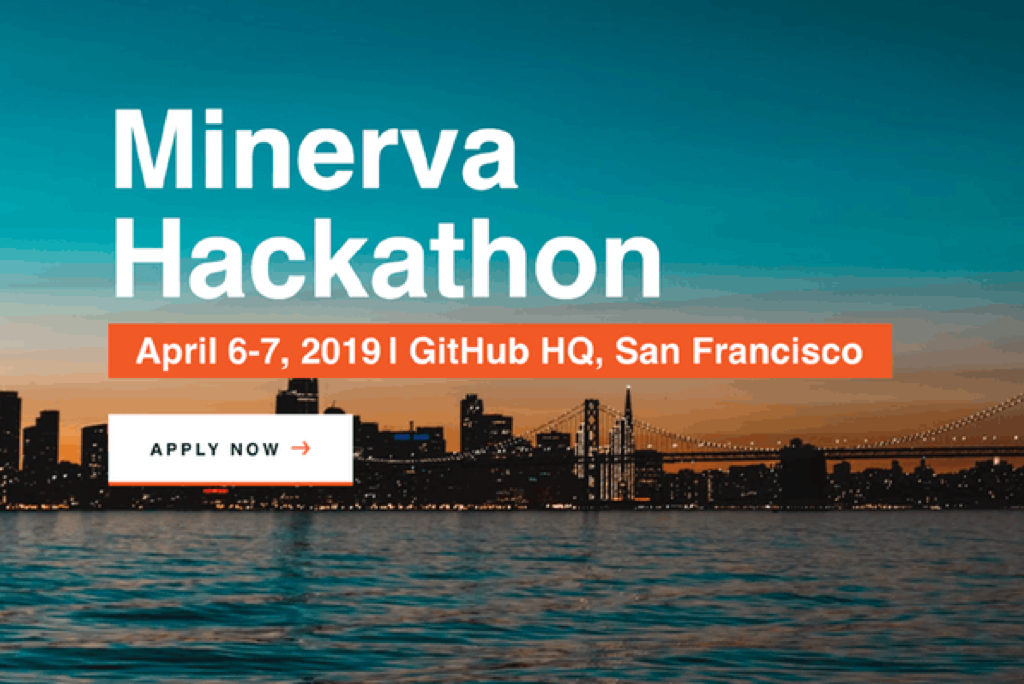 Minerva
Hackathon
April 6-7, 2019 | GitHub HQ, San Francisco
APPLY NOW →